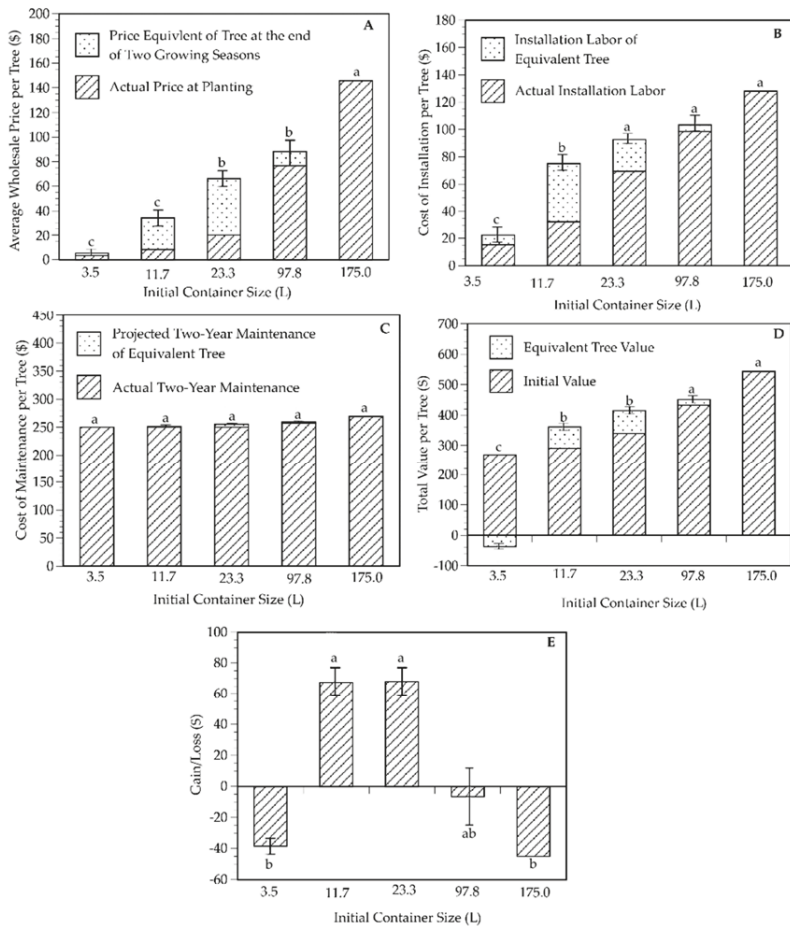 A
Price Equivlent of Tree at the end
of Two Growing Seasons
Actual Price at Planting
Average Wholesale Price per Tree ($)
200
180
160
140
120
100
80
60
40
20
0
c
c
b
b
a
3.5 11.7 23.3 97.8 175.0
Initial Container Size (L)
B
Installation Labor of
Equivalent Tree
Actual Installation Labor
Cost of Installation per Tree ($)
180
160
140
120
100
80
60
40
20
0
c
b
a
a
a
3.5 11.7 23.3 97.8 175.0
Initial Container Size (L)
C
Projected Two-Year Maintenance
of Equivalent Tree
Actual Two-Year Maintenance
Cost of Maintenance per Tree ($)
450
400
350
300
250
200
150
100
50
0
a
a
a
a
a
3.5 11.7 23.3 97.8 175.0
Initial Container Size (L)
D
Equivalent Tree Value
Initial Value
Total Value per Tree ($)
700
600
500
400
300
200
100
0
-100
c
b
b
a
a
3.5 11.7 23.3 97.8 175.0
Initial Container Size (L)
E
Gain/Loss ($)
100
80
60
40
20
0
-20
-40
-60
b
a
a
ab
b
3.5 11.7 23.3 97.8 175.0
Initial Container Size (L)